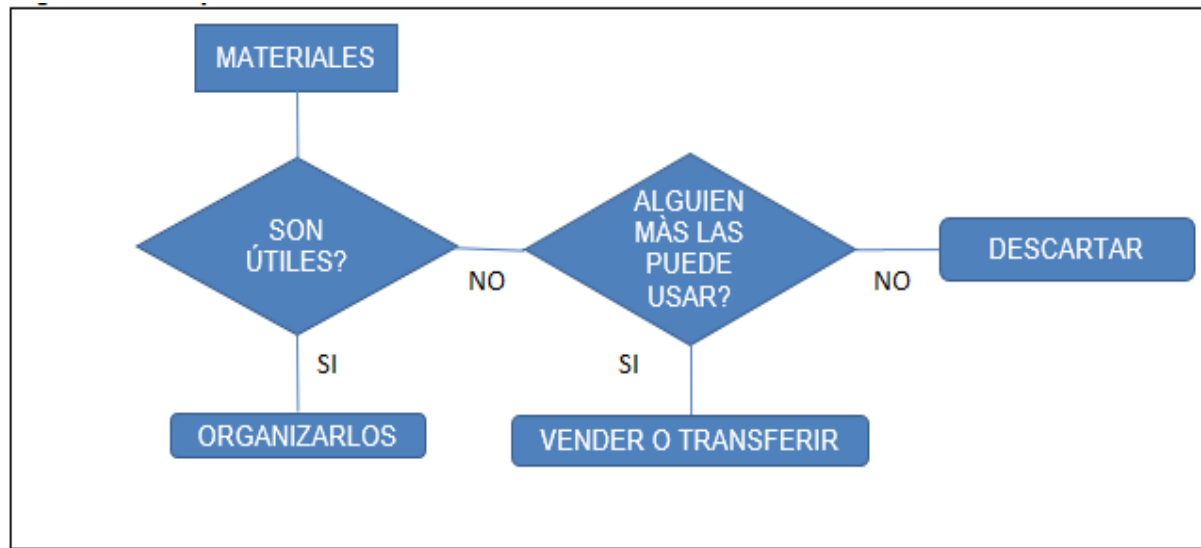 MATERIALES
SON
ÚTILES?
NO
SI
ORGANIZARLOS
ALGUIEN
MÀS LAS
PUEDE
USAR?
NO
SI
DESCARTAR
VENDER O TRANSFERIR